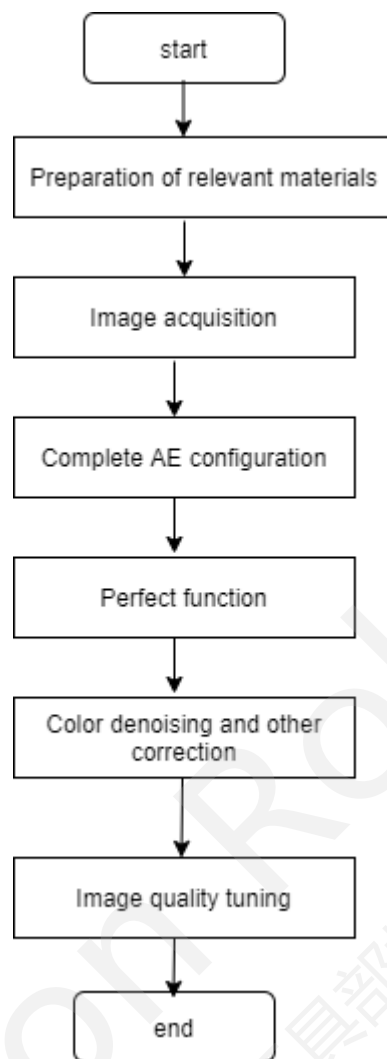 start
Preparation of relevant materials
Image acquisition
Complete AE configuration
Perfect function
Color denoising and other
correction
Image quality tuning
end